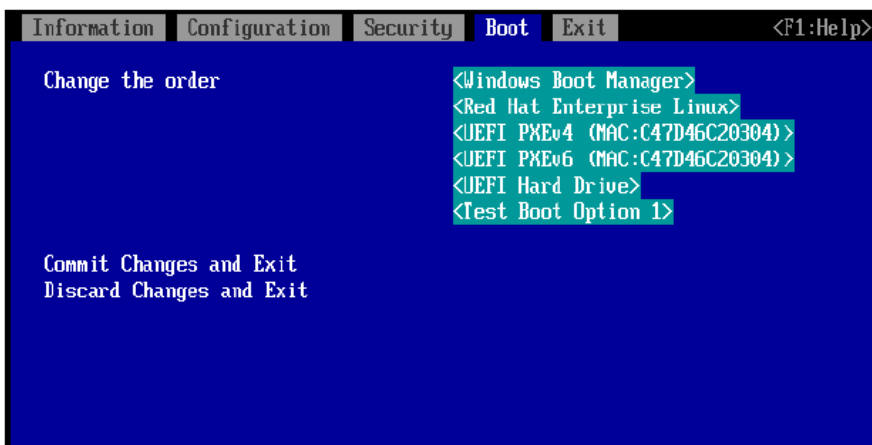 Information Configuration Security Boot Exit <F1:Help>
Change the order <Windows Boot Manager>
<Red Hat Enterprise Linux>
<UEFI PXEv4 (MAC:C47D46C20304)>
<UEFI PXEv6 (MAC:C47D46C20304)>
<UEFI Hard Drive>
<Test Boot Option 1>
Commit Changes and Exit
Discard Changes and Exit